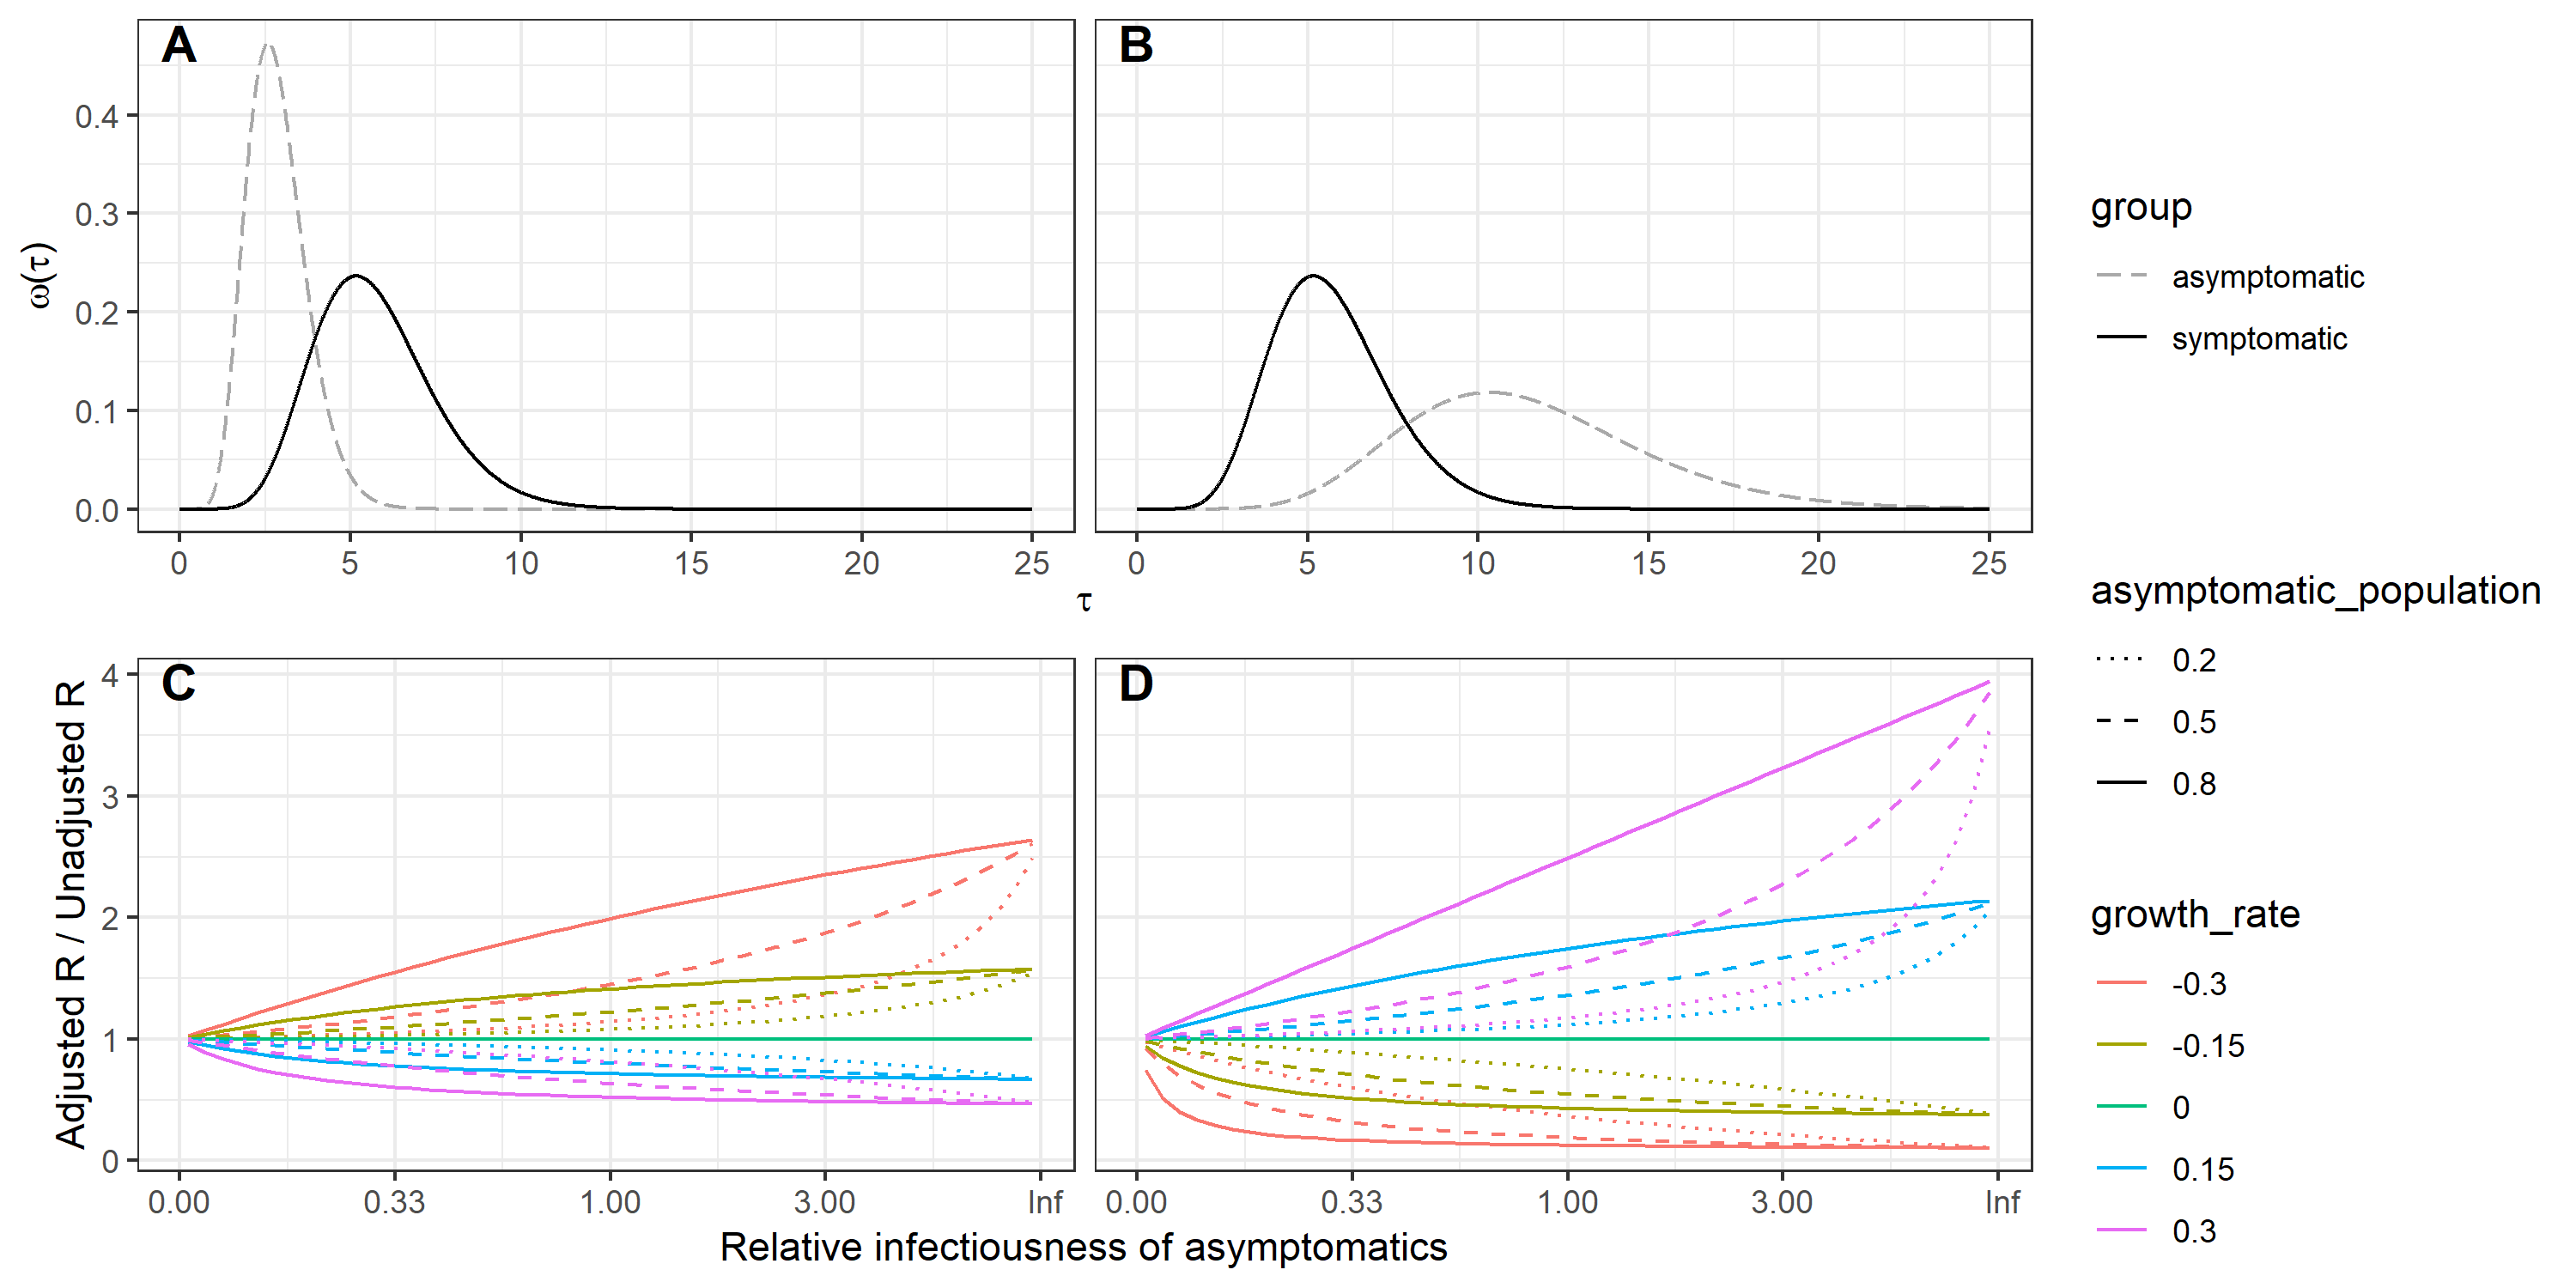 A
B
0.4
0.3
0.2
0.1
0.0
ω(τ)
0 5 10 15 20 25
0 5 10 15 20 25
τ
group
asymptomatic
symptomatic
asymptomatic_population
0.2
0.5
0.8
growth_rate
-0.3
-0.15
0
0.15
0.3
C
D
4
3
2
1
0
Adjusted R / Unadjusted R
0.00 0.33 1.00 3.00 Inf
0.00 0.33 1.00 3.00 Inf
Relative infectiousness of asymptomatics